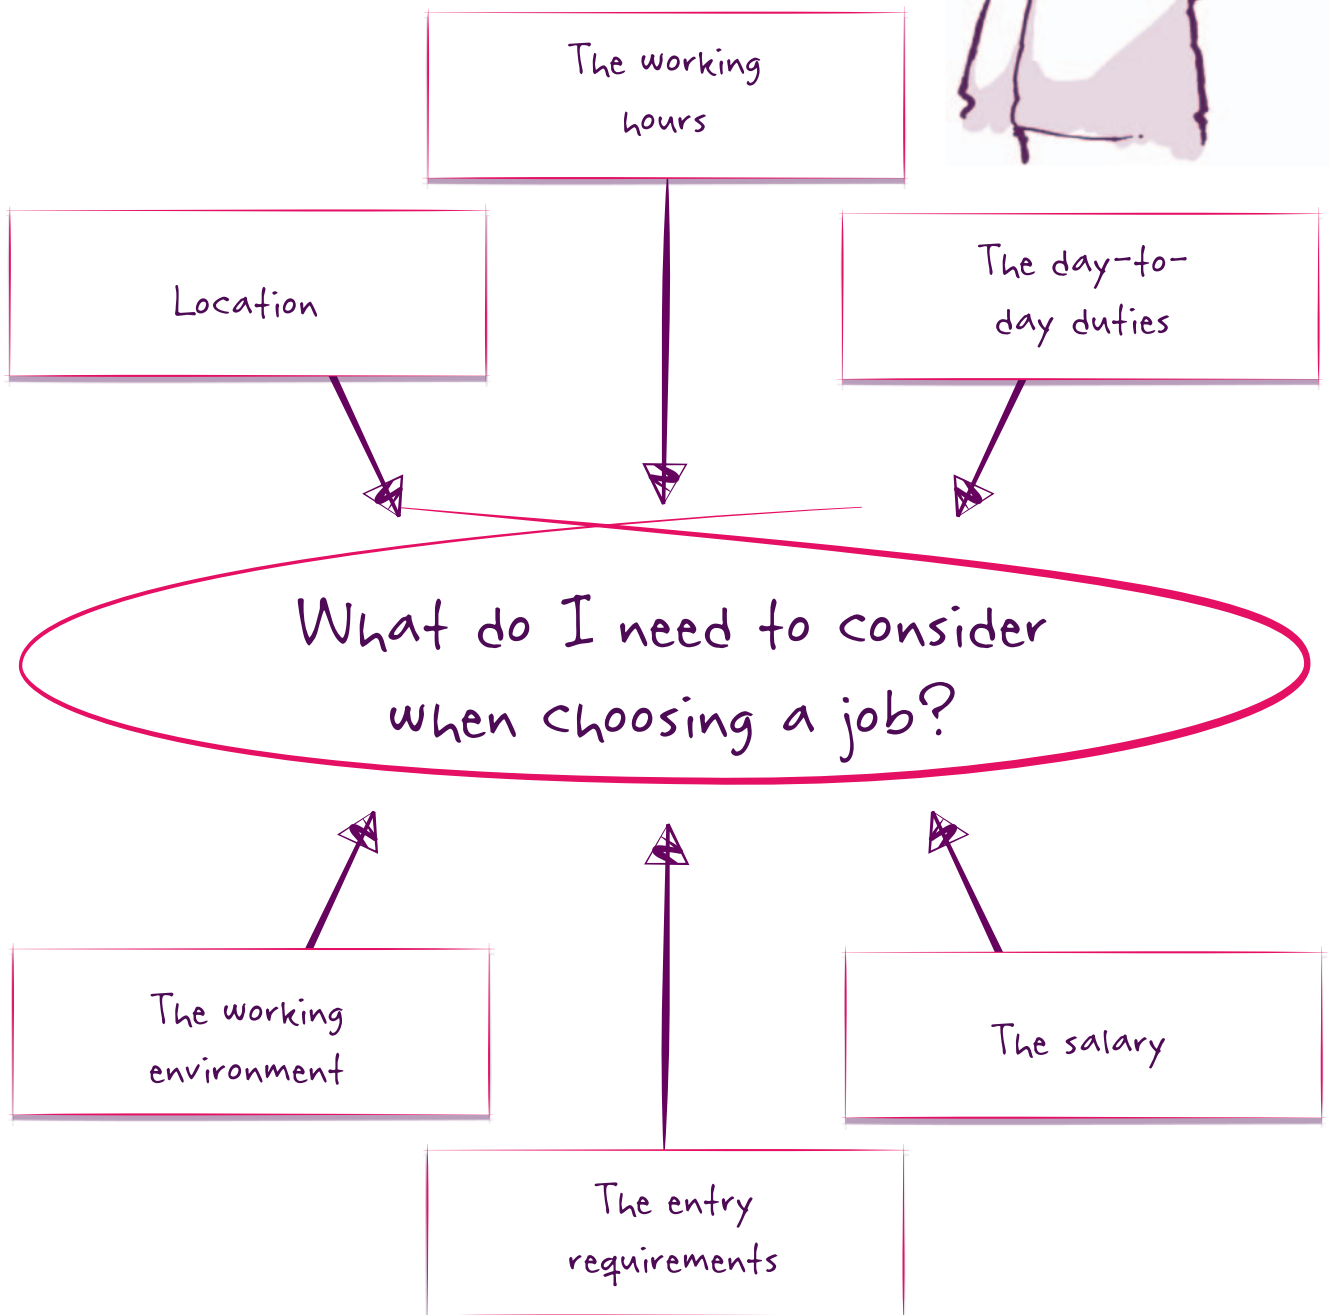 The working
hours
Location
The day-to-
day duties
What do I need to consider
when choosing a job?
The working
environment
The salary
The entry
requirements